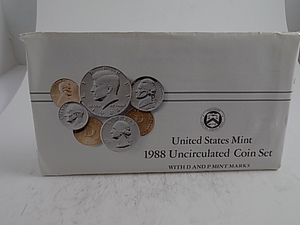 United States Mint
1988 Uncirculated Coin Set
WITH D AND P MINT MARKS